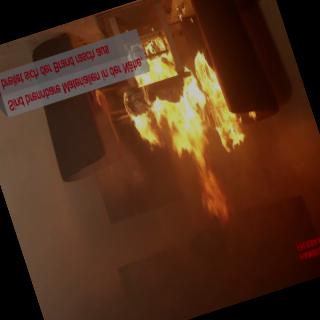 Sind brennbare Materialien in der Nähe,
breitet sich der Brand rasch aus